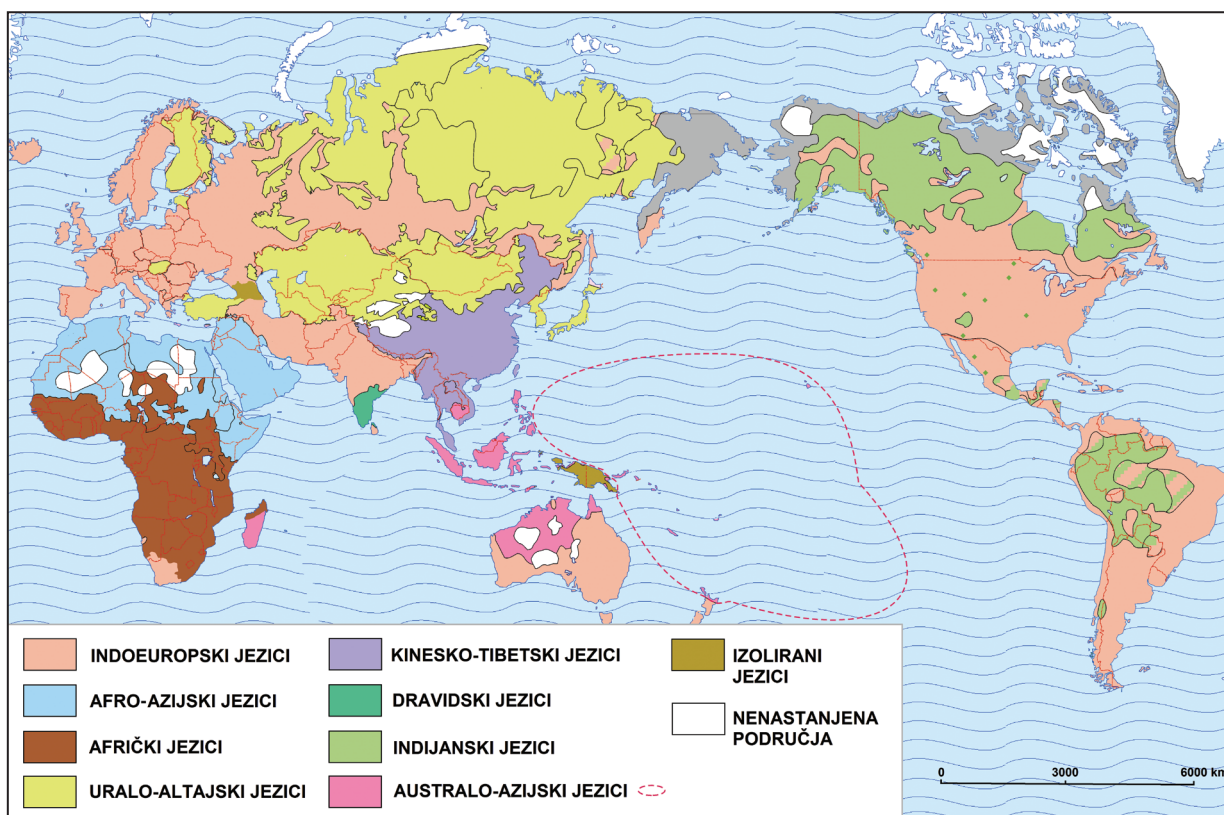 INDOEUROPSKI JEZICI
AFRO-AZIJSKI JEZICI
AFRIČKI JEZICI
URALO-ALTAJSKI JEZICI
KINESKO-TIBETSKI JEZICI
DRAVIDSKI JEZICI
INDIJANSKI JEZICI
AUSTRALO-AZIJSKI JEZICI
IZOLIRANI
JEZICI
NENASTANJENA
PODRUČJA
0 3000 6000 km